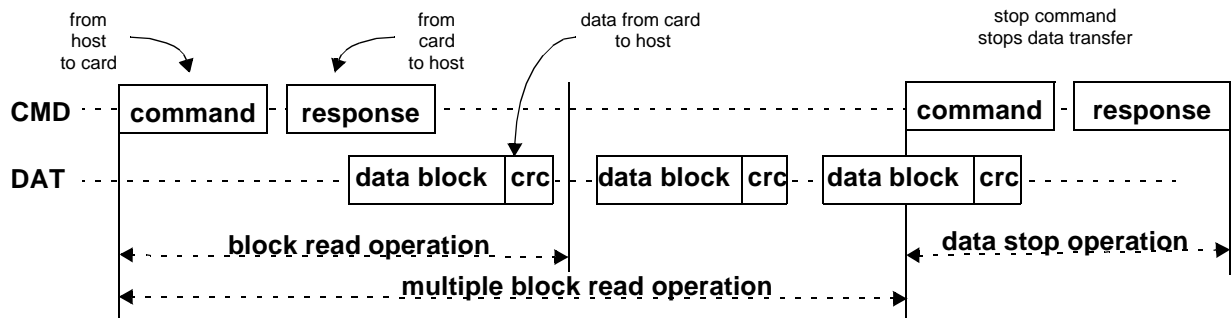 from
host
to card
from
card
to host
data from card
to host
stop command
stops data transfer
CMD
command
response
command
response
DAT
data block
crc
data block
crc
data block
crc
block read operation
data stop operation
multiple block read operation